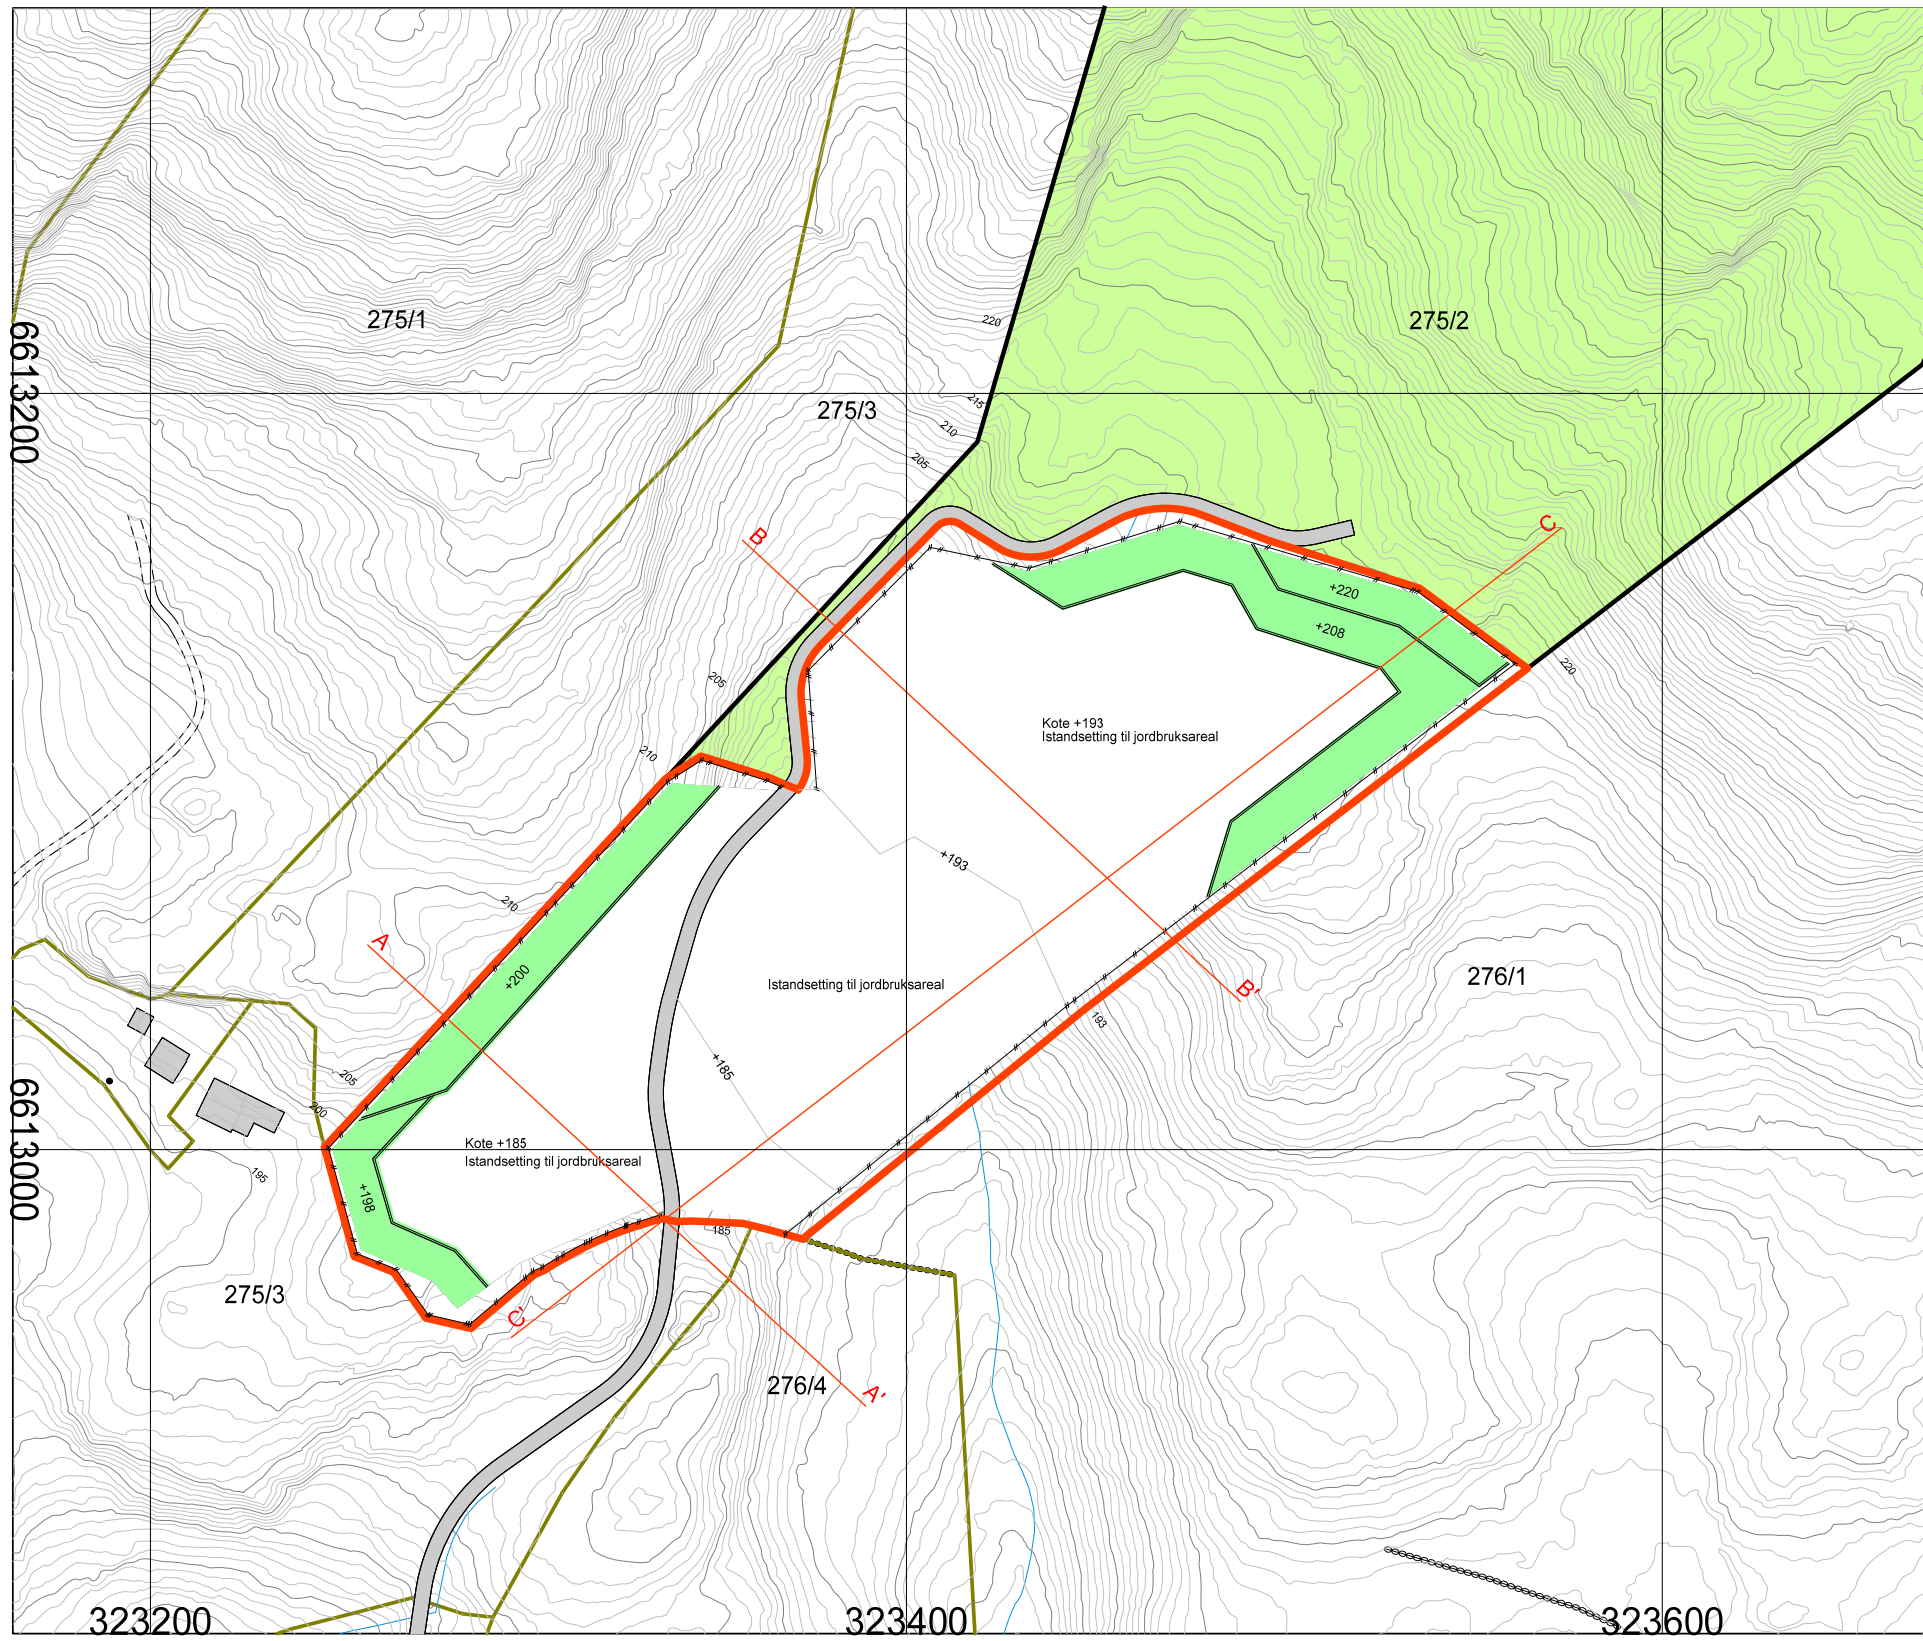 275/1
220
275/2
6613200
215
275/3
210
205
C
B
+220
+208
205
220
Kote +193
Istandsetting til jordbruksareal
210
+193
210
A
+200
276/1
Istandsetting til jordbruksareal
B'
193
+185
205
200
6613000
Kote +185
Istandsetting til jordbruksareal
195
+198
185
275/3
C'
276/4
A'
323200
323400
323600